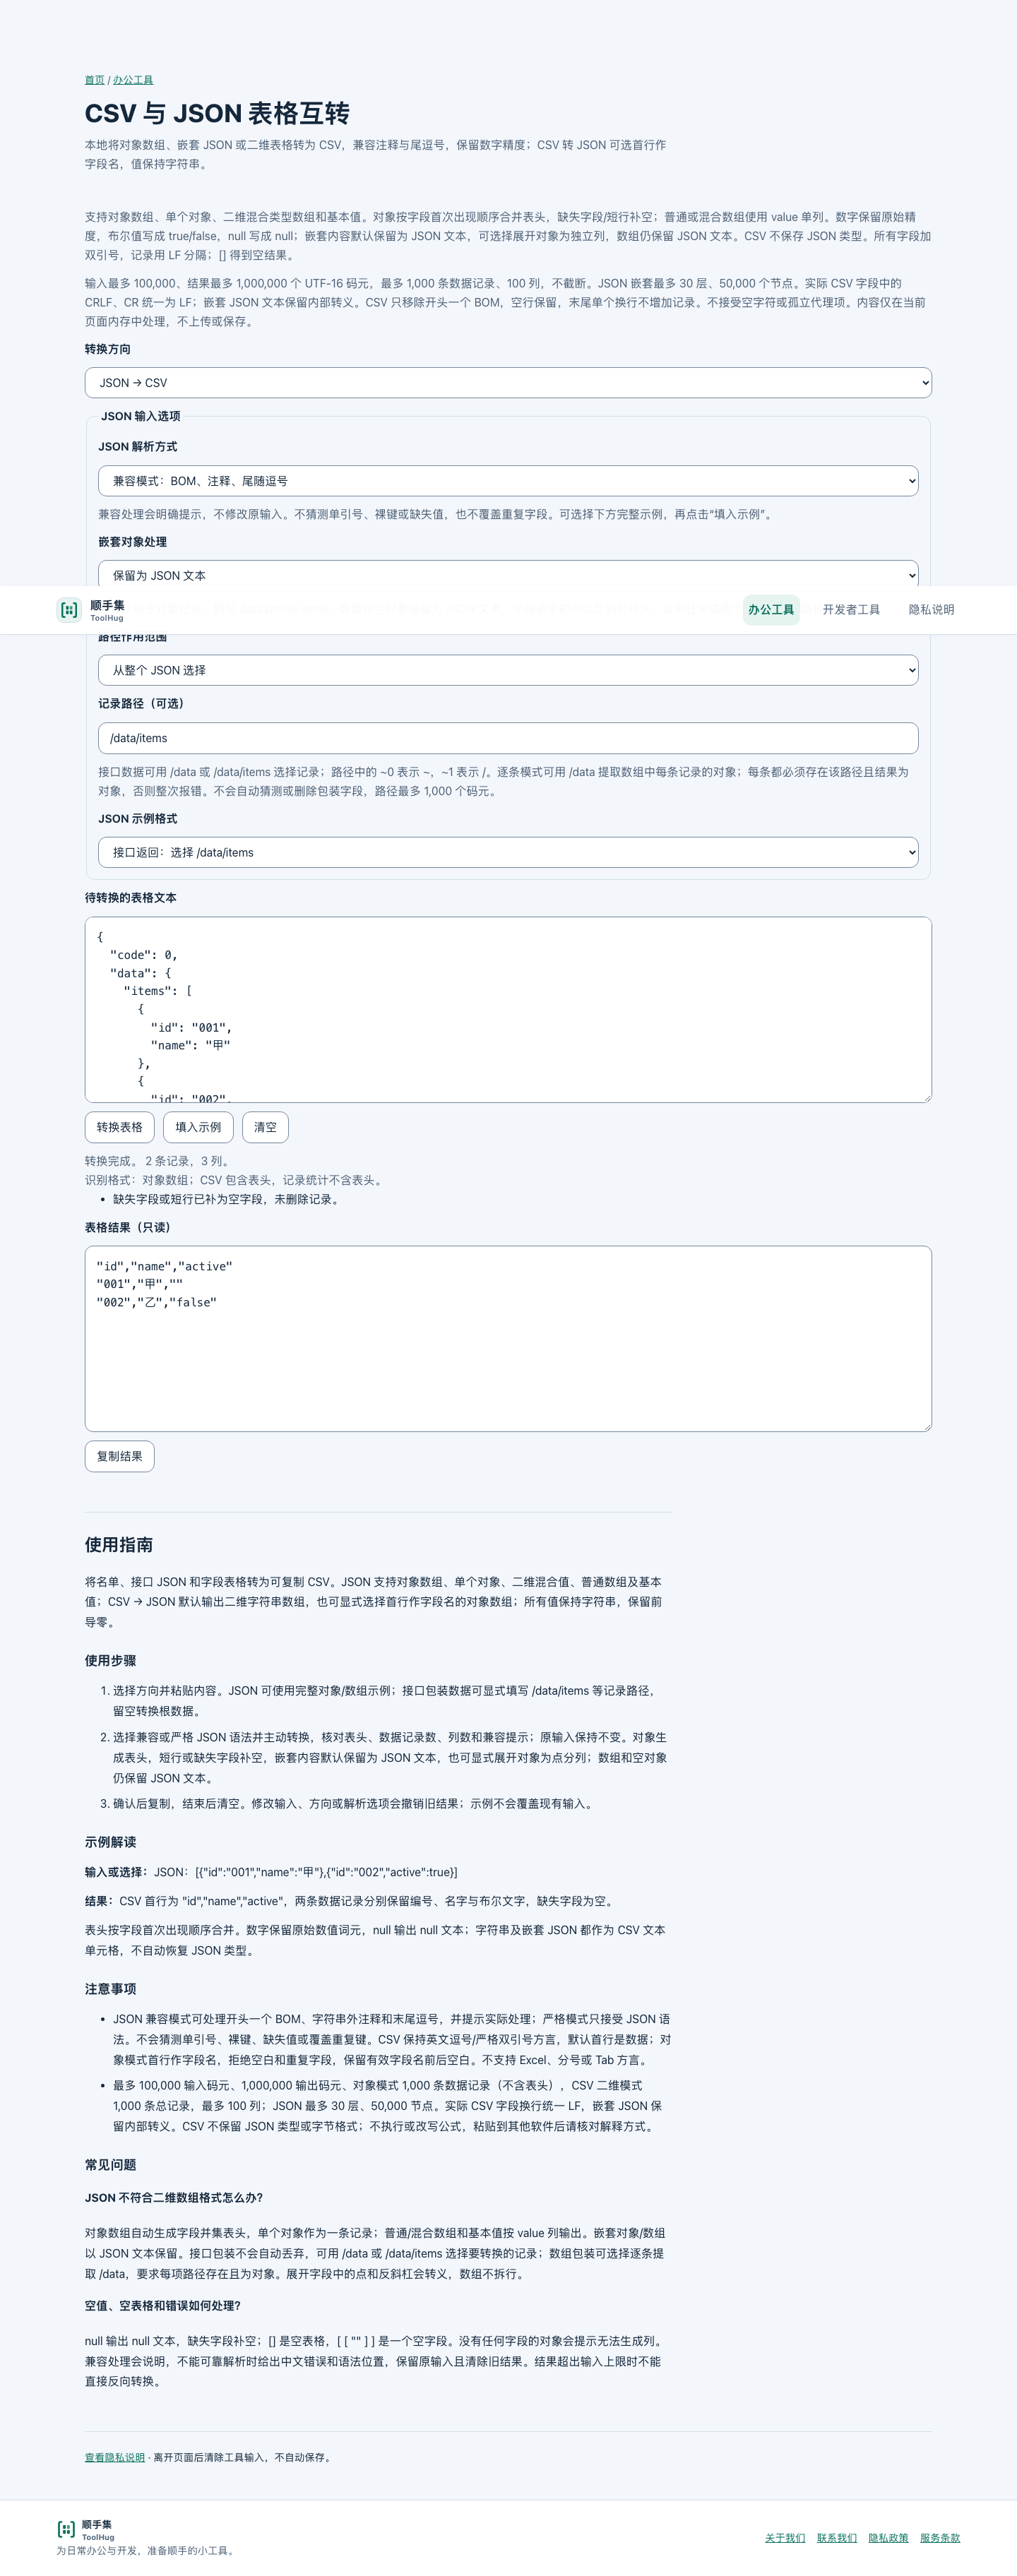 首页 / 办公工具
CSV 与 JSON 表格互转
本地将对象数组、嵌套 JSON 或二维表格转为 CSV，兼容注释与尾逗号，保留数字精度；CSV 转 JSON 可选首行作
字段名，值保持字符串。
支持对象数组、单个对象、二维混合类型数组和基本值。对象按字段首次出现顺序合并表头，缺失字段/短行补空；普通或混合数组使用 value 单列。数字保留原始精
度，布尔值写成 true/false，null 写成 null；嵌套内容默认保留为 JSON 文本，可选择展开对象为独立列，数组仍保留 JSON 文本。CSV 不保存 JSON 类型。所有字段加
双引号，记录用 LF 分隔；[] 得到空结果。
输入最多 100,000、结果最多 1,000,000 个 UTF-16 码元，最多 1,000 条数据记录、100 列，不截断。JSON 嵌套最多 30 层、50,000 个节点。实际 CSV 字段中的
CRLF、CR 统一为 LF；嵌套 JSON 文本保留内部转义。CSV 只移除开头一个 BOM，空行保留，末尾单个换行不增加记录。不接受空字符或孤立代理项。内容仅在当前
页面内存中处理，不上传或保存。
转换方向
JSON → CSV
JSON 输入选项
JSON 解析方式
兼容模式：BOM、注释、尾随逗号
兼容处理会明确提示，不修改原输入。不猜测单引号、裸键或缺失值，也不覆盖重复字段。可选择下方完整示例，再点击“填入示例”。
嵌套对象处理
保留为 JSON 文本
顺手集
ToolHug
办公工具
开发者工具
隐私说明
路径作用范围
从整个 JSON 选择
记录路径（可选）
/data/items
接口数据可用 /data 或 /data/items 选择记录；路径中的 ~0 表示 ~，~1 表示 /。逐条模式可用 /data 提取数组中每条记录的对象；每条都必须存在该路径且结果为
对象，否则整次报错。不会自动猜测或删除包装字段，路径最多 1,000 个码元。
JSON 示例格式
接口返回：选择 /data/items
待转换的表格文本
{
"code": 0,
"data": {
"items": [
{
"id": "001",
"name": "甲"
},
{
"id": "002",
转换表格
填入示例
清空
转换完成。 2 条记录，3 列。
识别格式：对象数组；CSV 包含表头，记录统计不含表头。
• 缺失字段或短行已补为空字段，未删除记录。
表格结果（只读）
"id","name","active"
"001","甲",""
"002","乙","false"
复制结果
使用指南
将名单、接口 JSON 和字段表格转为可复制 CSV。JSON 支持对象数组、单个对象、二维混合值、普通数组及基本
值；CSV → JSON 默认输出二维字符串数组，也可显式选择首行作字段名的对象数组；所有值保持字符串，保留前
导零。
使用步骤
1. 选择方向并粘贴内容。JSON 可使用完整对象/数组示例；接口包装数据可显式填写 /data/items 等记录路径，
留空转换根数据。
2. 选择兼容或严格 JSON 语法并主动转换，核对表头、数据记录数、列数和兼容提示；原输入保持不变。对象生
成表头，短行或缺失字段补空，嵌套内容默认保留为 JSON 文本，也可显式展开对象为点分列；数组和空对象
仍保留 JSON 文本。
3. 确认后复制，结束后清空。修改输入、方向或解析选项会撤销旧结果；示例不会覆盖现有输入。
示例解读
输入或选择：JSON：[{"id":"001","name":"甲"},{"id":"002","active":true}]
结果：CSV 首行为 "id","name","active"，两条数据记录分别保留编号、名字与布尔文字，缺失字段为空。
表头按字段首次出现顺序合并。数字保留原始数值词元，null 输出 null 文本；字符串及嵌套 JSON 都作为 CSV 文本
单元格，不自动恢复 JSON 类型。
注意事项
• JSON 兼容模式可处理开头一个 BOM、字符串外注释和末尾逗号，并提示实际处理；严格模式只接受 JSON 语
法。不会猜测单引号、裸键、缺失值或覆盖重复键。CSV 保持英文逗号/严格双引号方言，默认首行是数据；对
象模式首行作字段名，拒绝空白和重复字段，保留有效字段名前后空白。不支持 Excel、分号或 Tab 方言。
• 最多 100,000 输入码元、1,000,000 输出码元、对象模式 1,000 条数据记录（不含表头），CSV 二维模式
1,000 条总记录，最多 100 列；JSON 最多 30 层、50,000 节点。实际 CSV 字段换行统一 LF，嵌套 JSON 保
留内部转义。CSV 不保留 JSON 类型或字节格式；不执行或改写公式，粘贴到其他软件后请核对解释方式。
常见问题
JSON 不符合二维数组格式怎么办？
对象数组自动生成字段并集表头，单个对象作为一条记录；普通/混合数组和基本值按 value 列输出。嵌套对象/数组
以 JSON 文本保留。接口包装不会自动丢弃，可用 /data 或 /data/items 选择要转换的记录；数组包装可选择逐条提
取 /data，要求每项路径存在且为对象。展开字段中的点和反斜杠会转义，数组不拆行。
空值、空表格和错误如何处理？
null 输出 null 文本，缺失字段补空；[] 是空表格，[ [ "" ] ] 是一个空字段。没有任何字段的对象会提示无法生成列。
兼容处理会说明，不能可靠解析时给出中文错误和语法位置，保留原输入且清除旧结果。结果超出输入上限时不能
直接反向转换。
查看隐私说明 · 离开页面后清除工具输入，不自动保存。
顺手集
ToolHug
为日常办公与开发，准备顺手的小工具。
关于我们
联系我们
隐私政策
服务条款